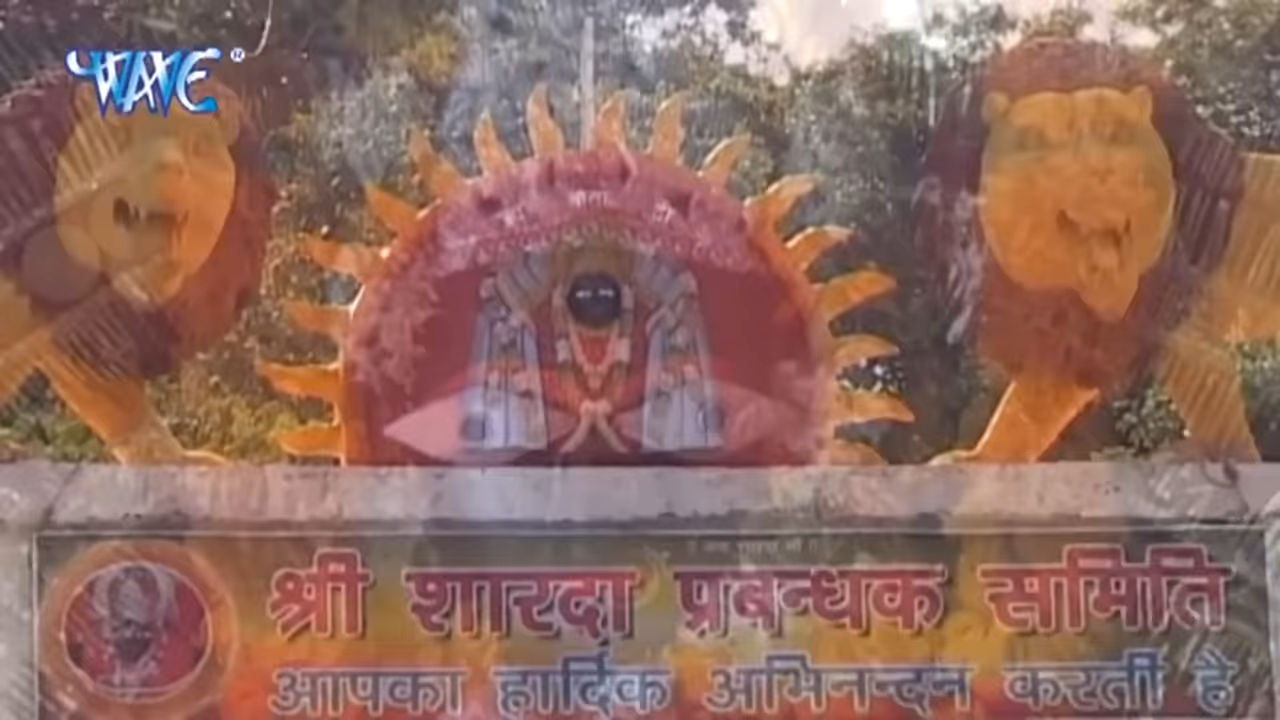 WAVE®
श्री शारदा प्रबन्धक समिति
आपका हार्दिक अभिनन्दन करती है